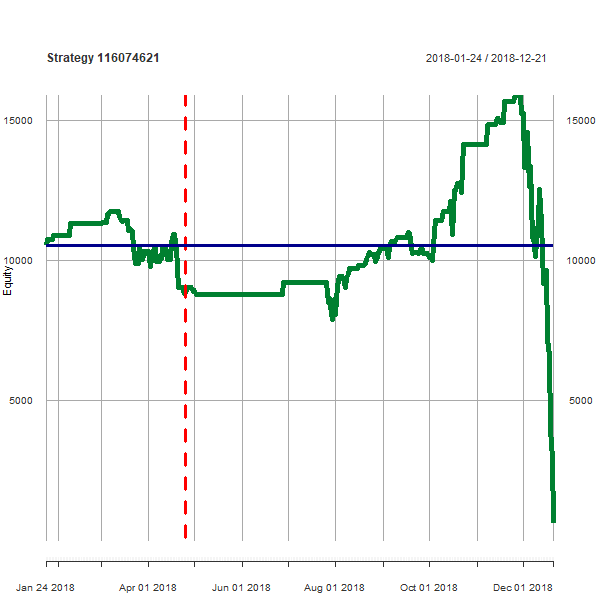 Strategy 116074621
2018-01-24 / 2018-12-21
15000
15000
10000
10000
5000
5000
Equity
Jan 24 2018
Apr 01 2018
Jun 01 2018
Aug 01 2018
Oct 01 2018
Dec 01 2018